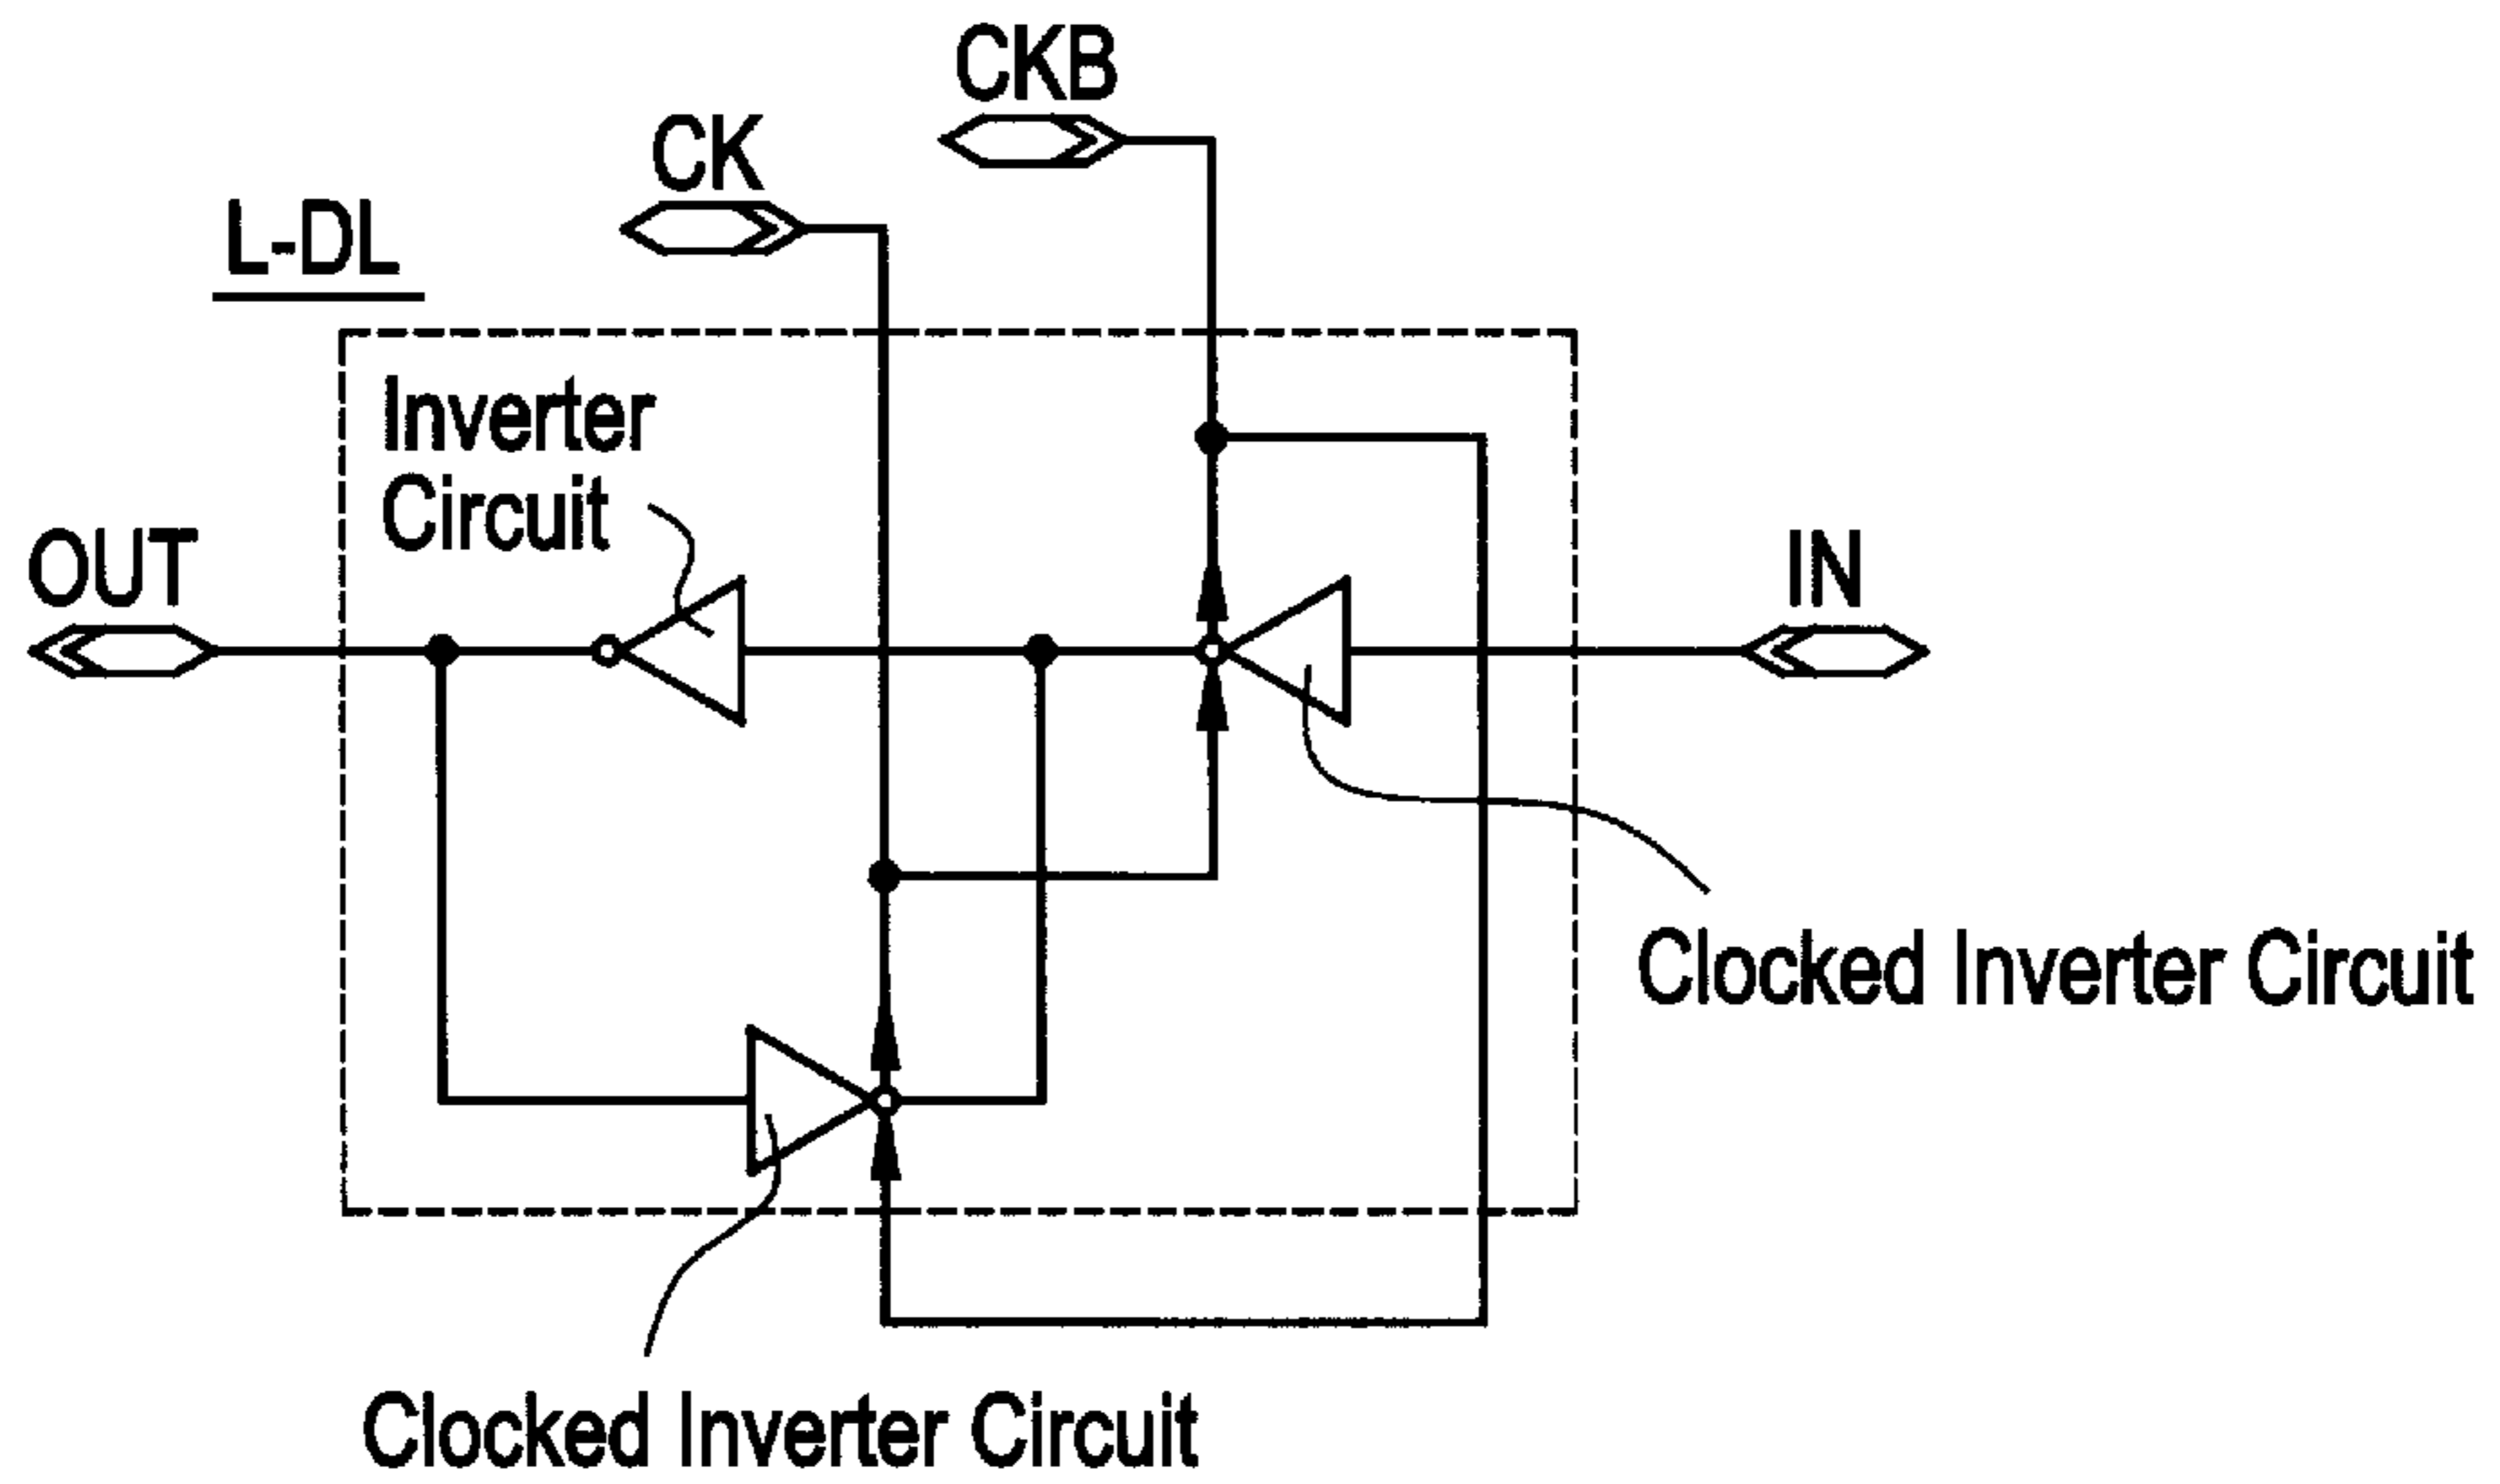 CKB
CK
L-DL
Inverter
Circuit
OUT
IN
Clocked Inverter Circuit
Clocked Inverter Circuit